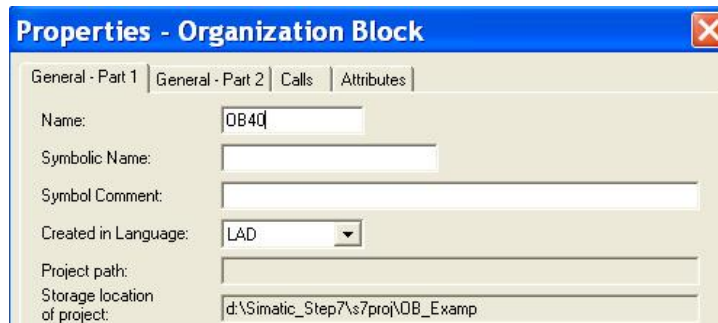 Properties - Organization Block
General - Part 1 General - Part 2 Calls Attributes
Name: OB40
Symbolic Name:
Symbol Comment:
Created in Language: LAD
Project path:
Storage location
of project: d:\Simatic_Step7\s7proj\OB_Examp